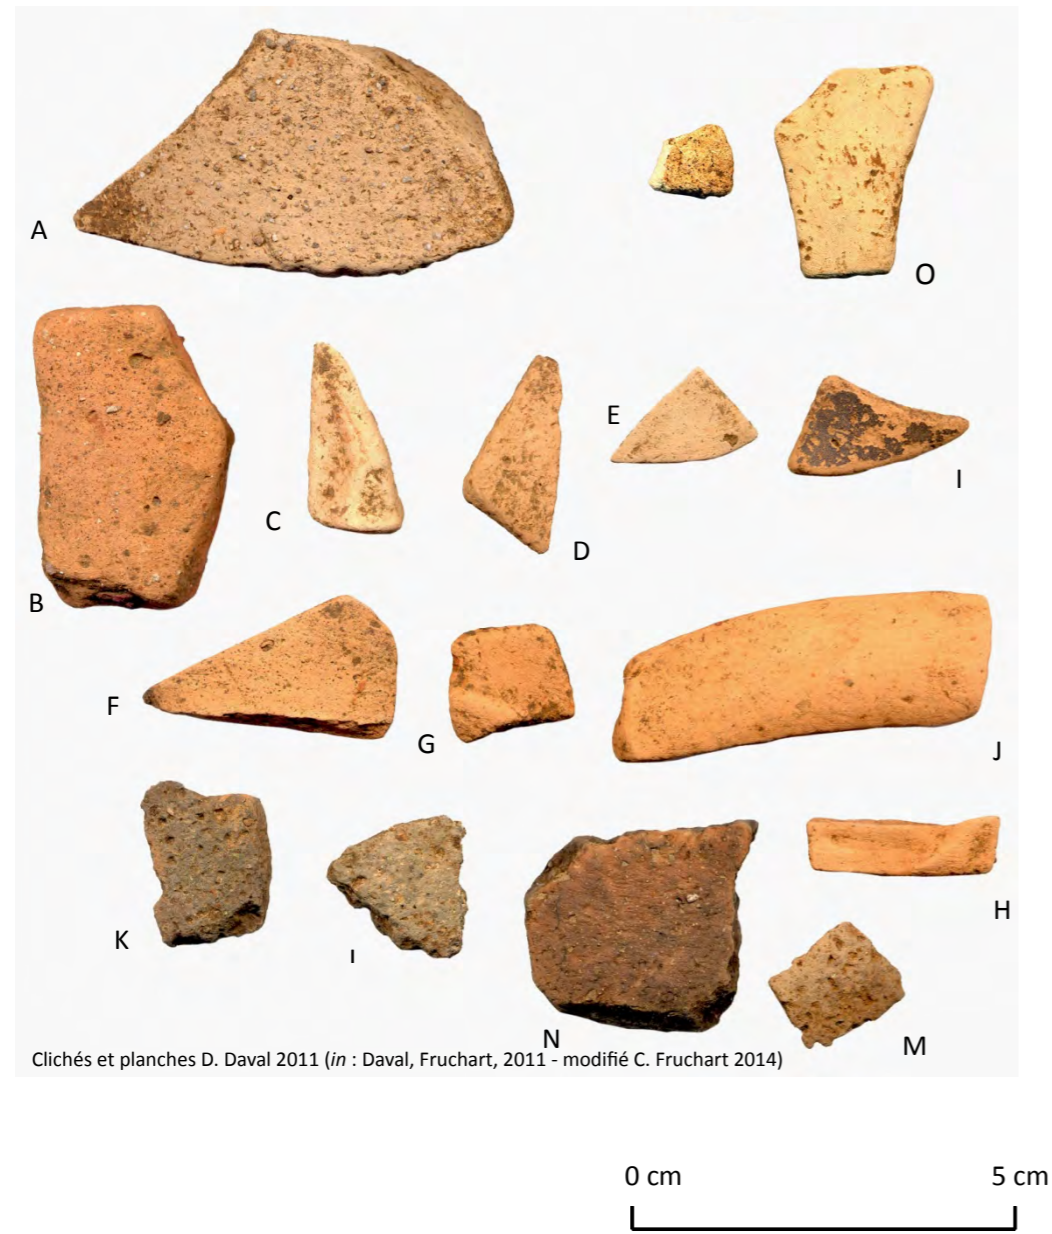 A
O
E
I
C
D
B
F
G
J
K
H
N
M
Clichés et planches D. Daval 2011 (in : Daval, Fruchart, 2011 - modifié C. Fruchart 2014)
0 cm 5 cm